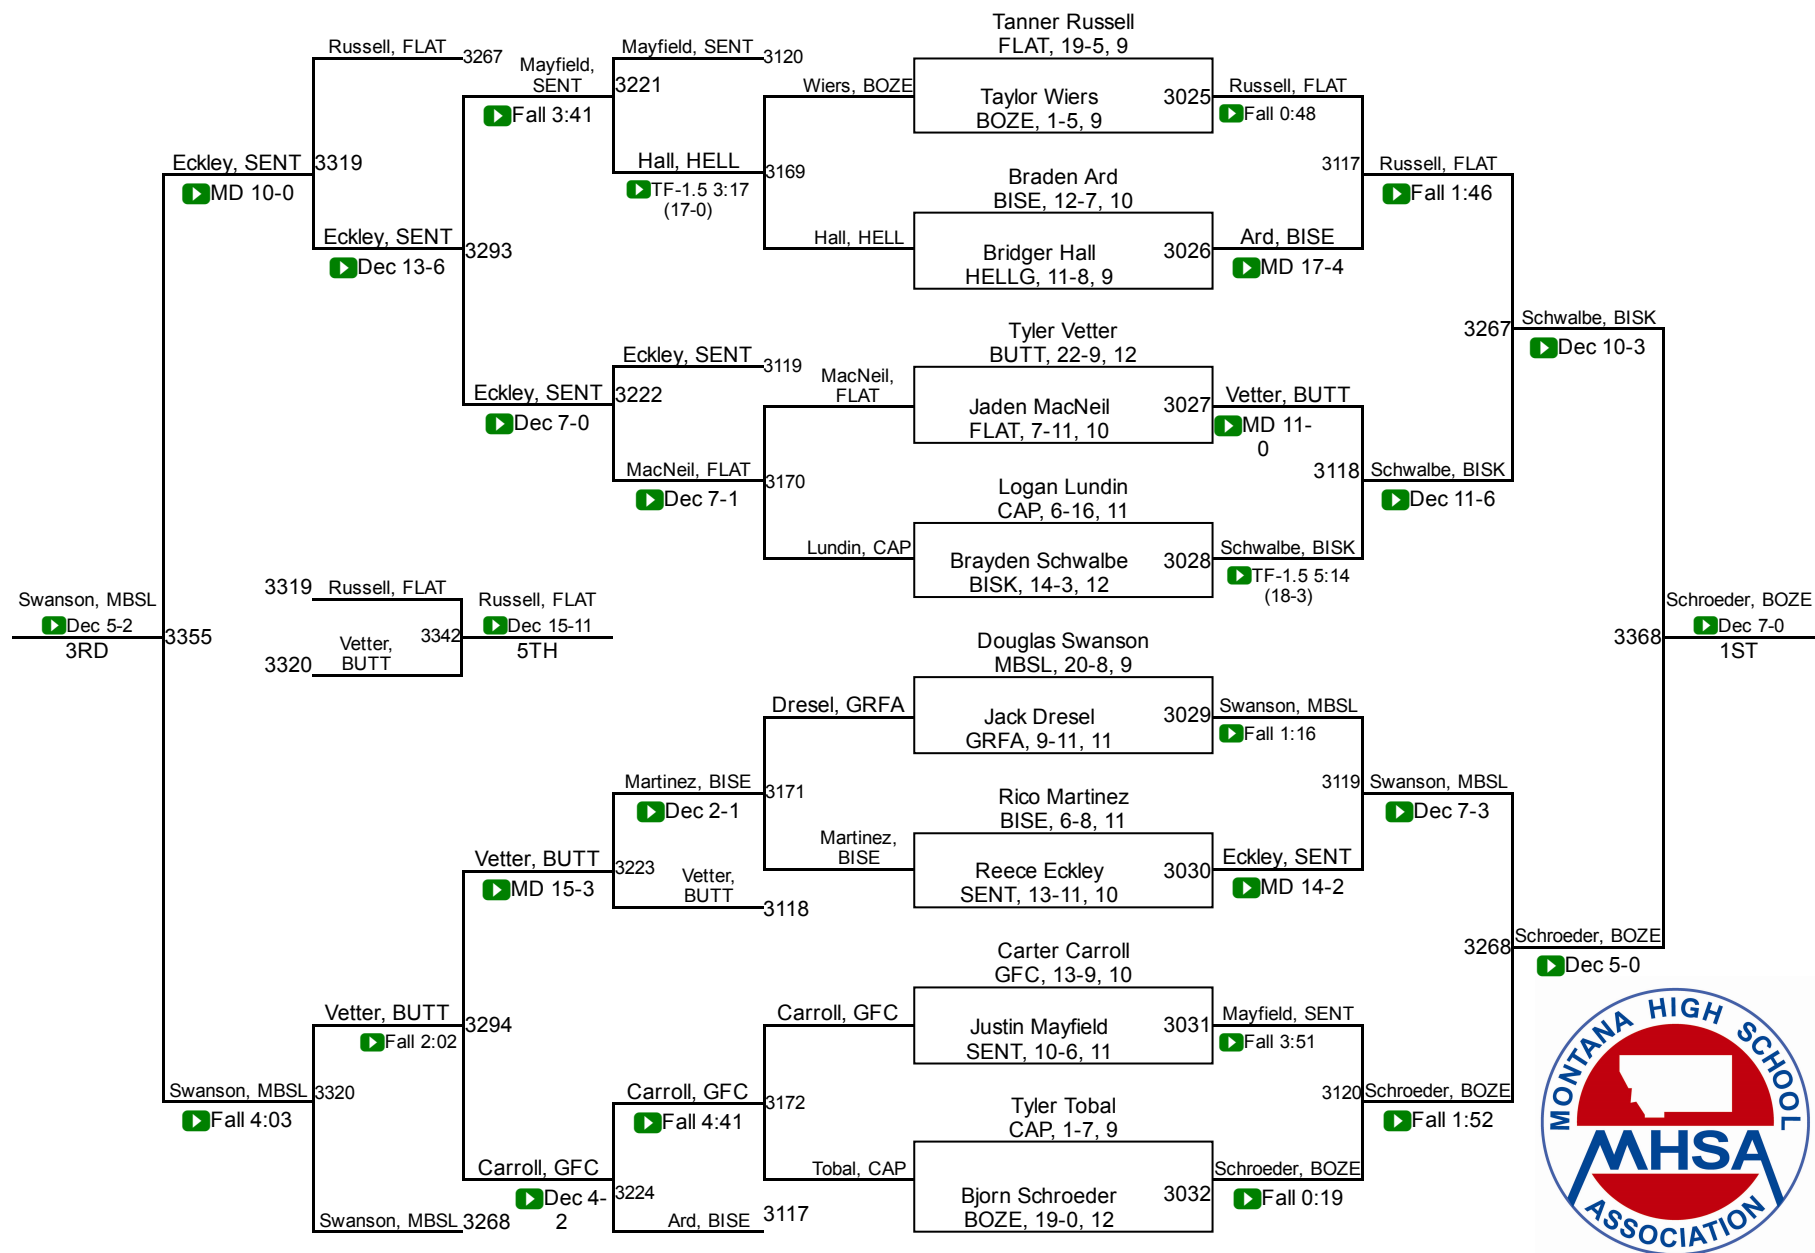 Tanner Russell
FLAT, 19-5, 9
Russell, FLAT
3267
Mayfield,
SENT
Fall 3:41
Mayfield, SENT
3120
3221
Wiers, BOZE
Taylor Wiers
BOZE, 1-5, 9
3025
Russell, FLAT
Fall 0:48
Eckley, SENT
MD 10-0
3319
Hall, HELL
TF-1.5 3:17
(17-0)
3169
Braden Ard
BISE, 12-7, 10
3117
Russell, FLAT
Fall 1:46
Eckley, SENT
Dec 13-6
3293
Hall, HELL
Bridger Hall
HELLG, 11-8, 9
3026
Ard, BISE
MD 17-4
Tyler Vetter
BUTT, 22-9, 12
3267
Schwalbe, BISK
Dec 10-3
Eckley, SENT
3119
Eckley, SENT
Dec 7-0
3222
MacNeil,
FLAT
Jaden MacNeil
FLAT, 7-11, 10
3027
Vetter, BUTT
MD 11-
0
MacNeil, FLAT
Dec 7-1
3170
Logan Lundin
CAP, 6-16, 11
3118
Schwalbe, BISK
Dec 11-6
Lundin, CAP
Brayden Schwalbe
BISK, 14-3, 12
3028
Schwalbe, BISK
TF-1.5 5:14
(18-3)
Swanson, MBSL
Dec 5-2
3RD
3355
3319
Russell, FLAT
Vetter,
BUTT
3320
3342
Russell, FLAT
Dec 15-11
5TH
Douglas Swanson
MBSL, 20-8, 9
3368
Schroeder, BOZE
Dec 7-0
1ST
Dresel, GRFA
Jack Dresel
GRFA, 9-11, 11
3029
Swanson, MBSL
Fall 1:16
Martinez, BISE
Dec 2-1
3171
Rico Martinez
BISE, 6-8, 11
3119
Swanson, MBSL
Dec 7-3
Vetter, BUTT
MD 15-3
3223
Vetter,
BUTT
3118
Martinez,
BISE
Reece Eckley
SENT, 13-11, 10
3030
Eckley, SENT
MD 14-2
Carter Carroll
GFC, 13-9, 10
3268
Schroeder, BOZE
Dec 5-0
Vetter, BUTT
Fall 2:02
3294
Carroll, GFC
Justin Mayfield
SENT, 10-6, 11
3031
Mayfield, SENT
Fall 3:51
Swanson, MBSL
Fall 4:03
3320
Carroll, GFC
Fall 4:41
3172
Tyler Tobal
CAP, 1-7, 9
3120
Schroeder, BOZE
Fall 1:52
Carroll, GFC
Dec 4-
2
3224
Tobal, CAP
Bjorn Schroeder
BOZE, 19-0, 12
3032
Schroeder, BOZE
Fall 0:19
Swanson, MBSL
3268
Ard, BISE
3117
MONTANA HIGH SCHOOL
MHSA
ASSOCIATION